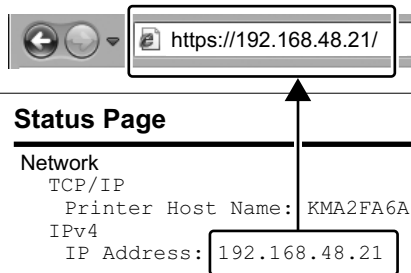 https://192.168.48.21/
Status Page
Network
TCP/IP
Printer Host Name: KMA2FA6A
IPv4
IP Address: 192.168.48.21